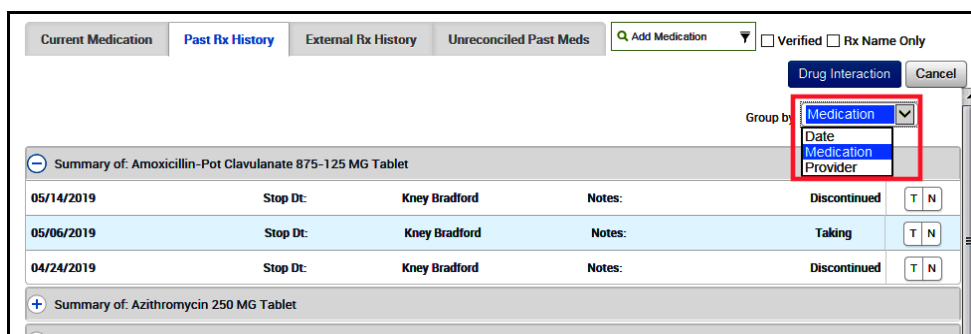 Current Medication Past Rx History External Rx History Unreconciled Past Meds Add Medication Verified Rx Name Only
Drug Interaction Cancel
Group by Medication
Date
Medication
Provider
Summary of: Amoxicillin-Pot Clavulanate 875-125 MG Tablet
05/14/2019 Stop Dt: Kney Bradford Notes: Discontinued T N
05/06/2019 Stop Dt: Kney Bradford Notes: Taking T N
04/24/2019 Stop Dt: Kney Bradford Notes: Discontinued T N
Summary of: Azithromycin 250 MG Tablet